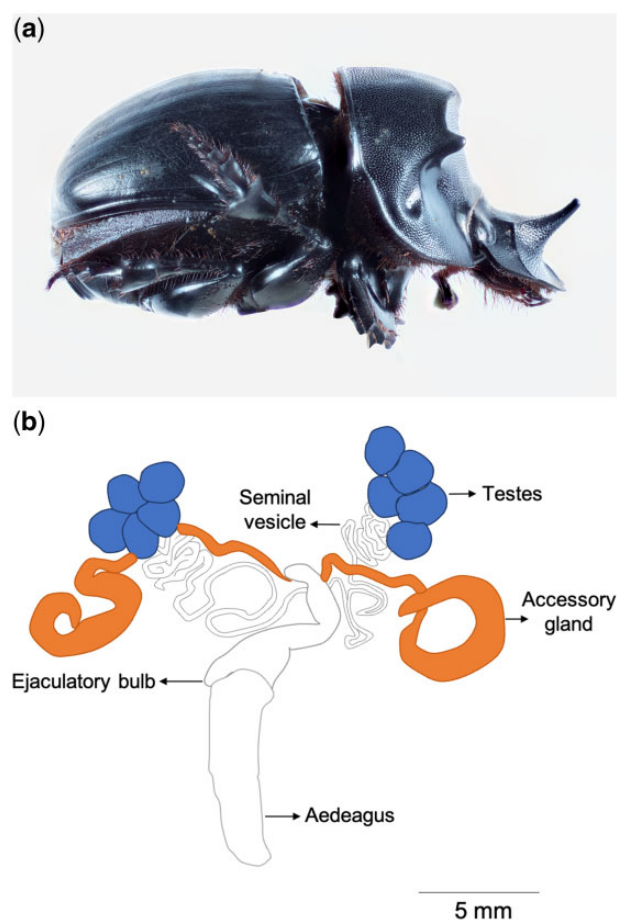 (a)
(b)
Seminal
vesicle
Testes
Accessory
gland
Ejaculatory bulb
Aedeagus
5 mm